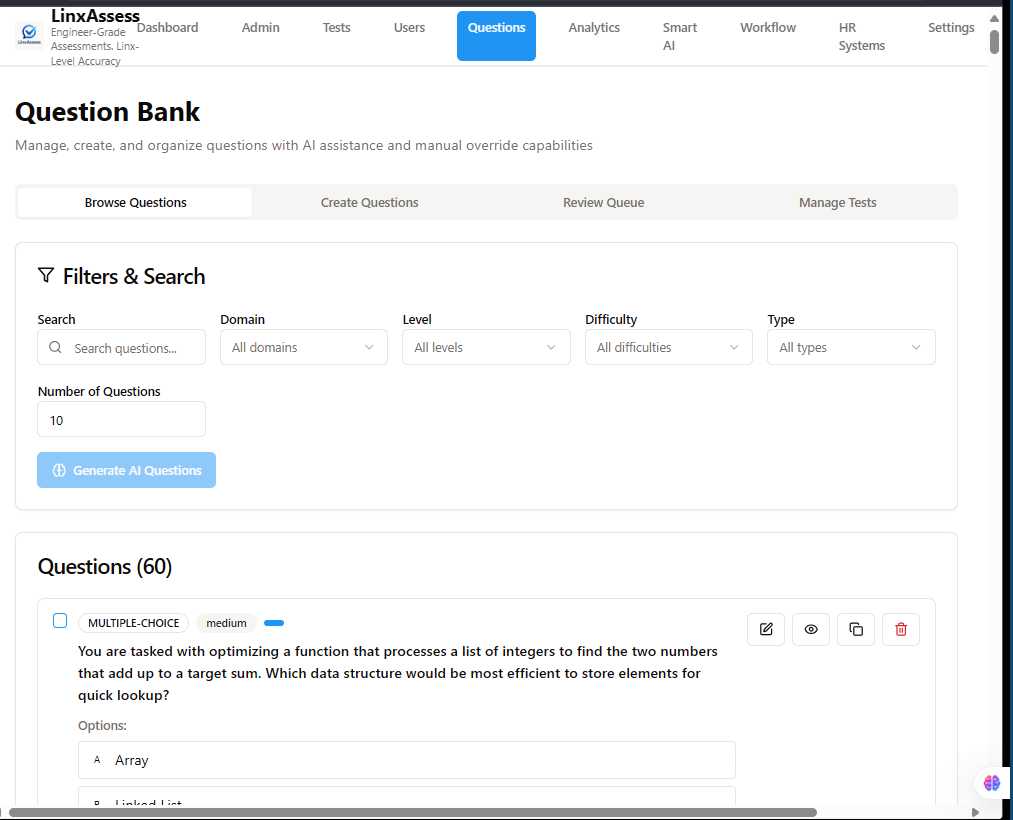 LinxAssess
Engineer-Grade
Assessments. Linx-
Level Accuracy
Dashboard
Admin
Tests
Users
Questions
Analytics
Smart
AI
Workflow
HR
Systems
Settings
Question Bank
Manage, create, and organize questions with AI assistance and manual override capabilities
Browse Questions
Create Questions
Review Queue
Manage Tests
Filters & Search
Search
Domain
Level
Difficulty
Type
Search questions...
All domains
All levels
All difficulties
All types
Number of Questions
10
Generate AI Questions
Questions (60)
MULTIPLE-CHOICE
medium
You are tasked with optimizing a function that processes a list of integers to find the two numbers
that add up to a target sum. Which data structure would be most efficient to store elements for
quick lookup?
Options:
A Array
B Linked List